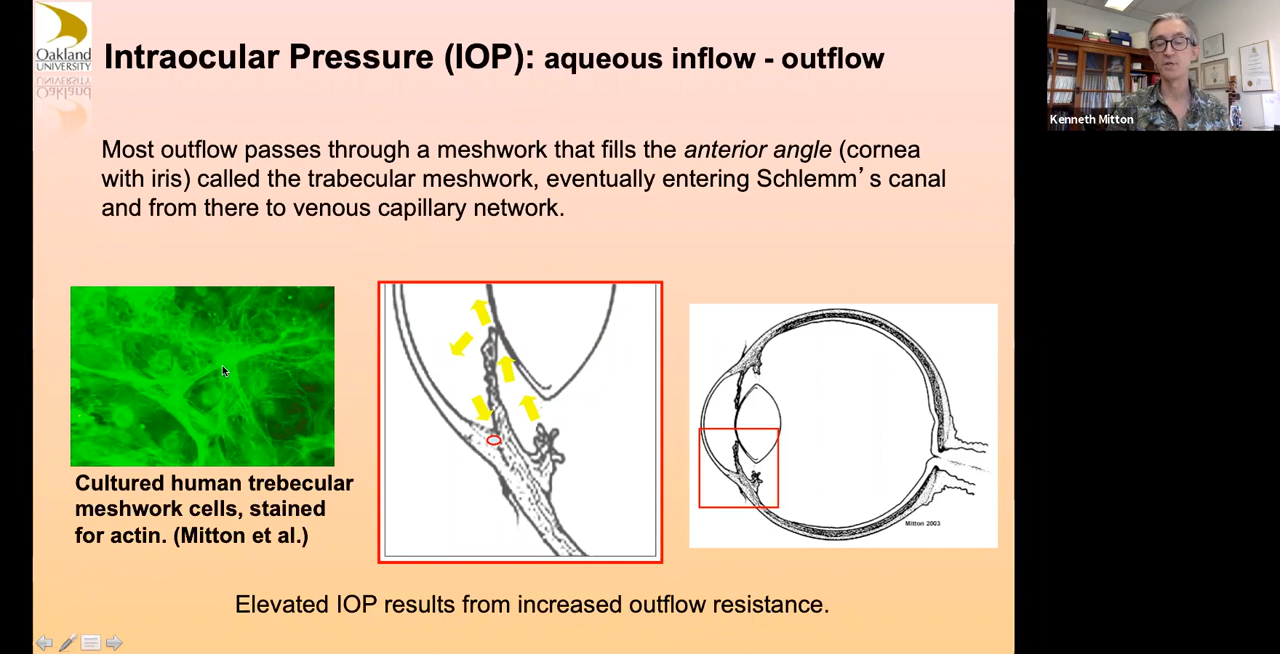 Oakland
UNIVERSITY
Intraocular Pressure (IOP): aqueous inflow - outflow
Kenneth Mitton
Most outflow passes through a meshwork that fills the anterior angle (cornea
with iris) called the trabecular meshwork, eventually entering Schlemm’s canal
and from there to venous capillary network.
Cultured human trebecular
meshwork cells, stained
for actin. (Mitton et al.)
Mitton 2003
Elevated IOP results from increased outflow resistance.